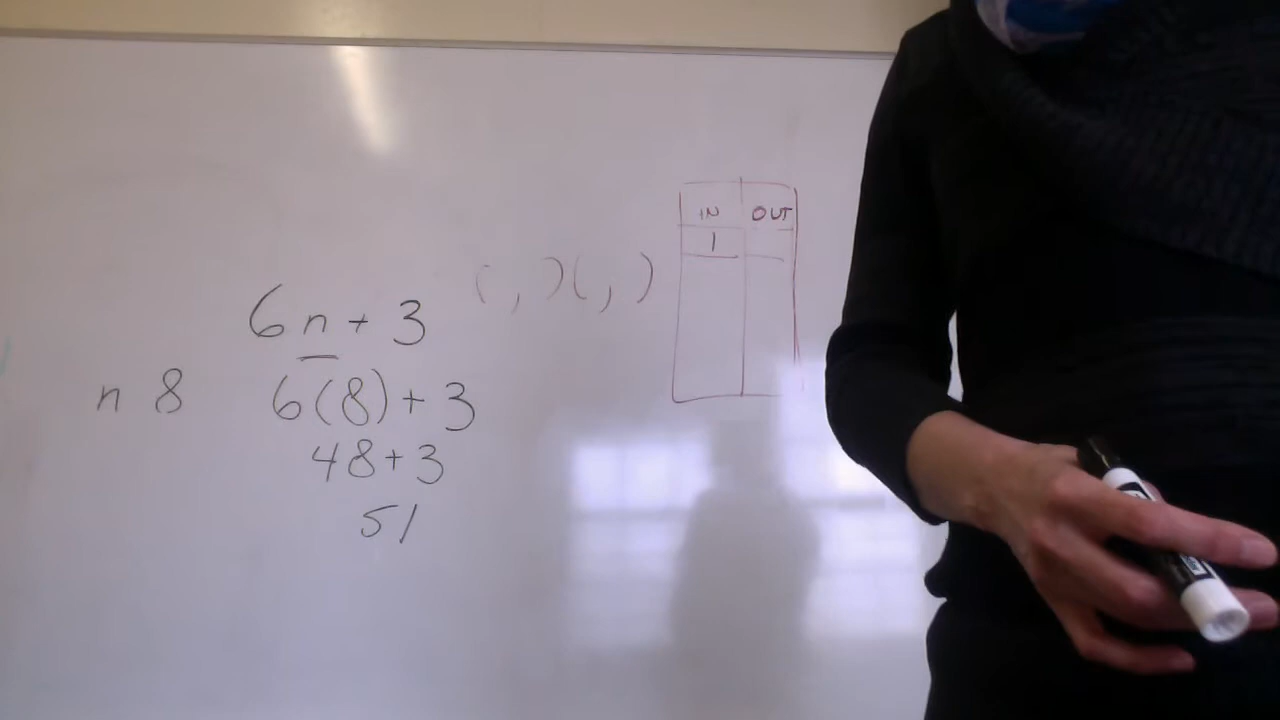 IN OUT
1
( , )( , )
6n + 3
n 8 6(8) + 3
48 + 3
51